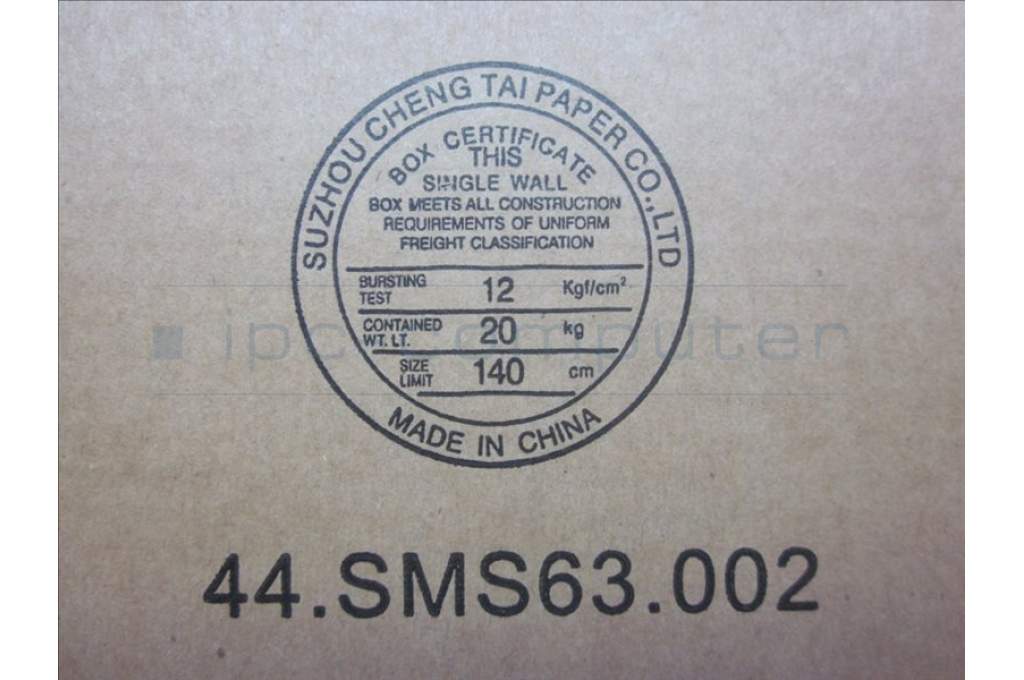 SUZHOU CHENG TAI PAPER CO.,LTD
BOX CERTIFICATE
THIS
SINGLE WALL
BOX MEETS ALL CONSTRUCTION
REQUIREMENTS OF UNIFORM
FREIGHT CLASSIFICATION
BURSTING TEST 12 Kgf/cm²
CONTAINED WT. LT. 20 kg
SIZE LIMIT 140 cm
MADE IN CHINA
ipc computer
44.SMS63.002